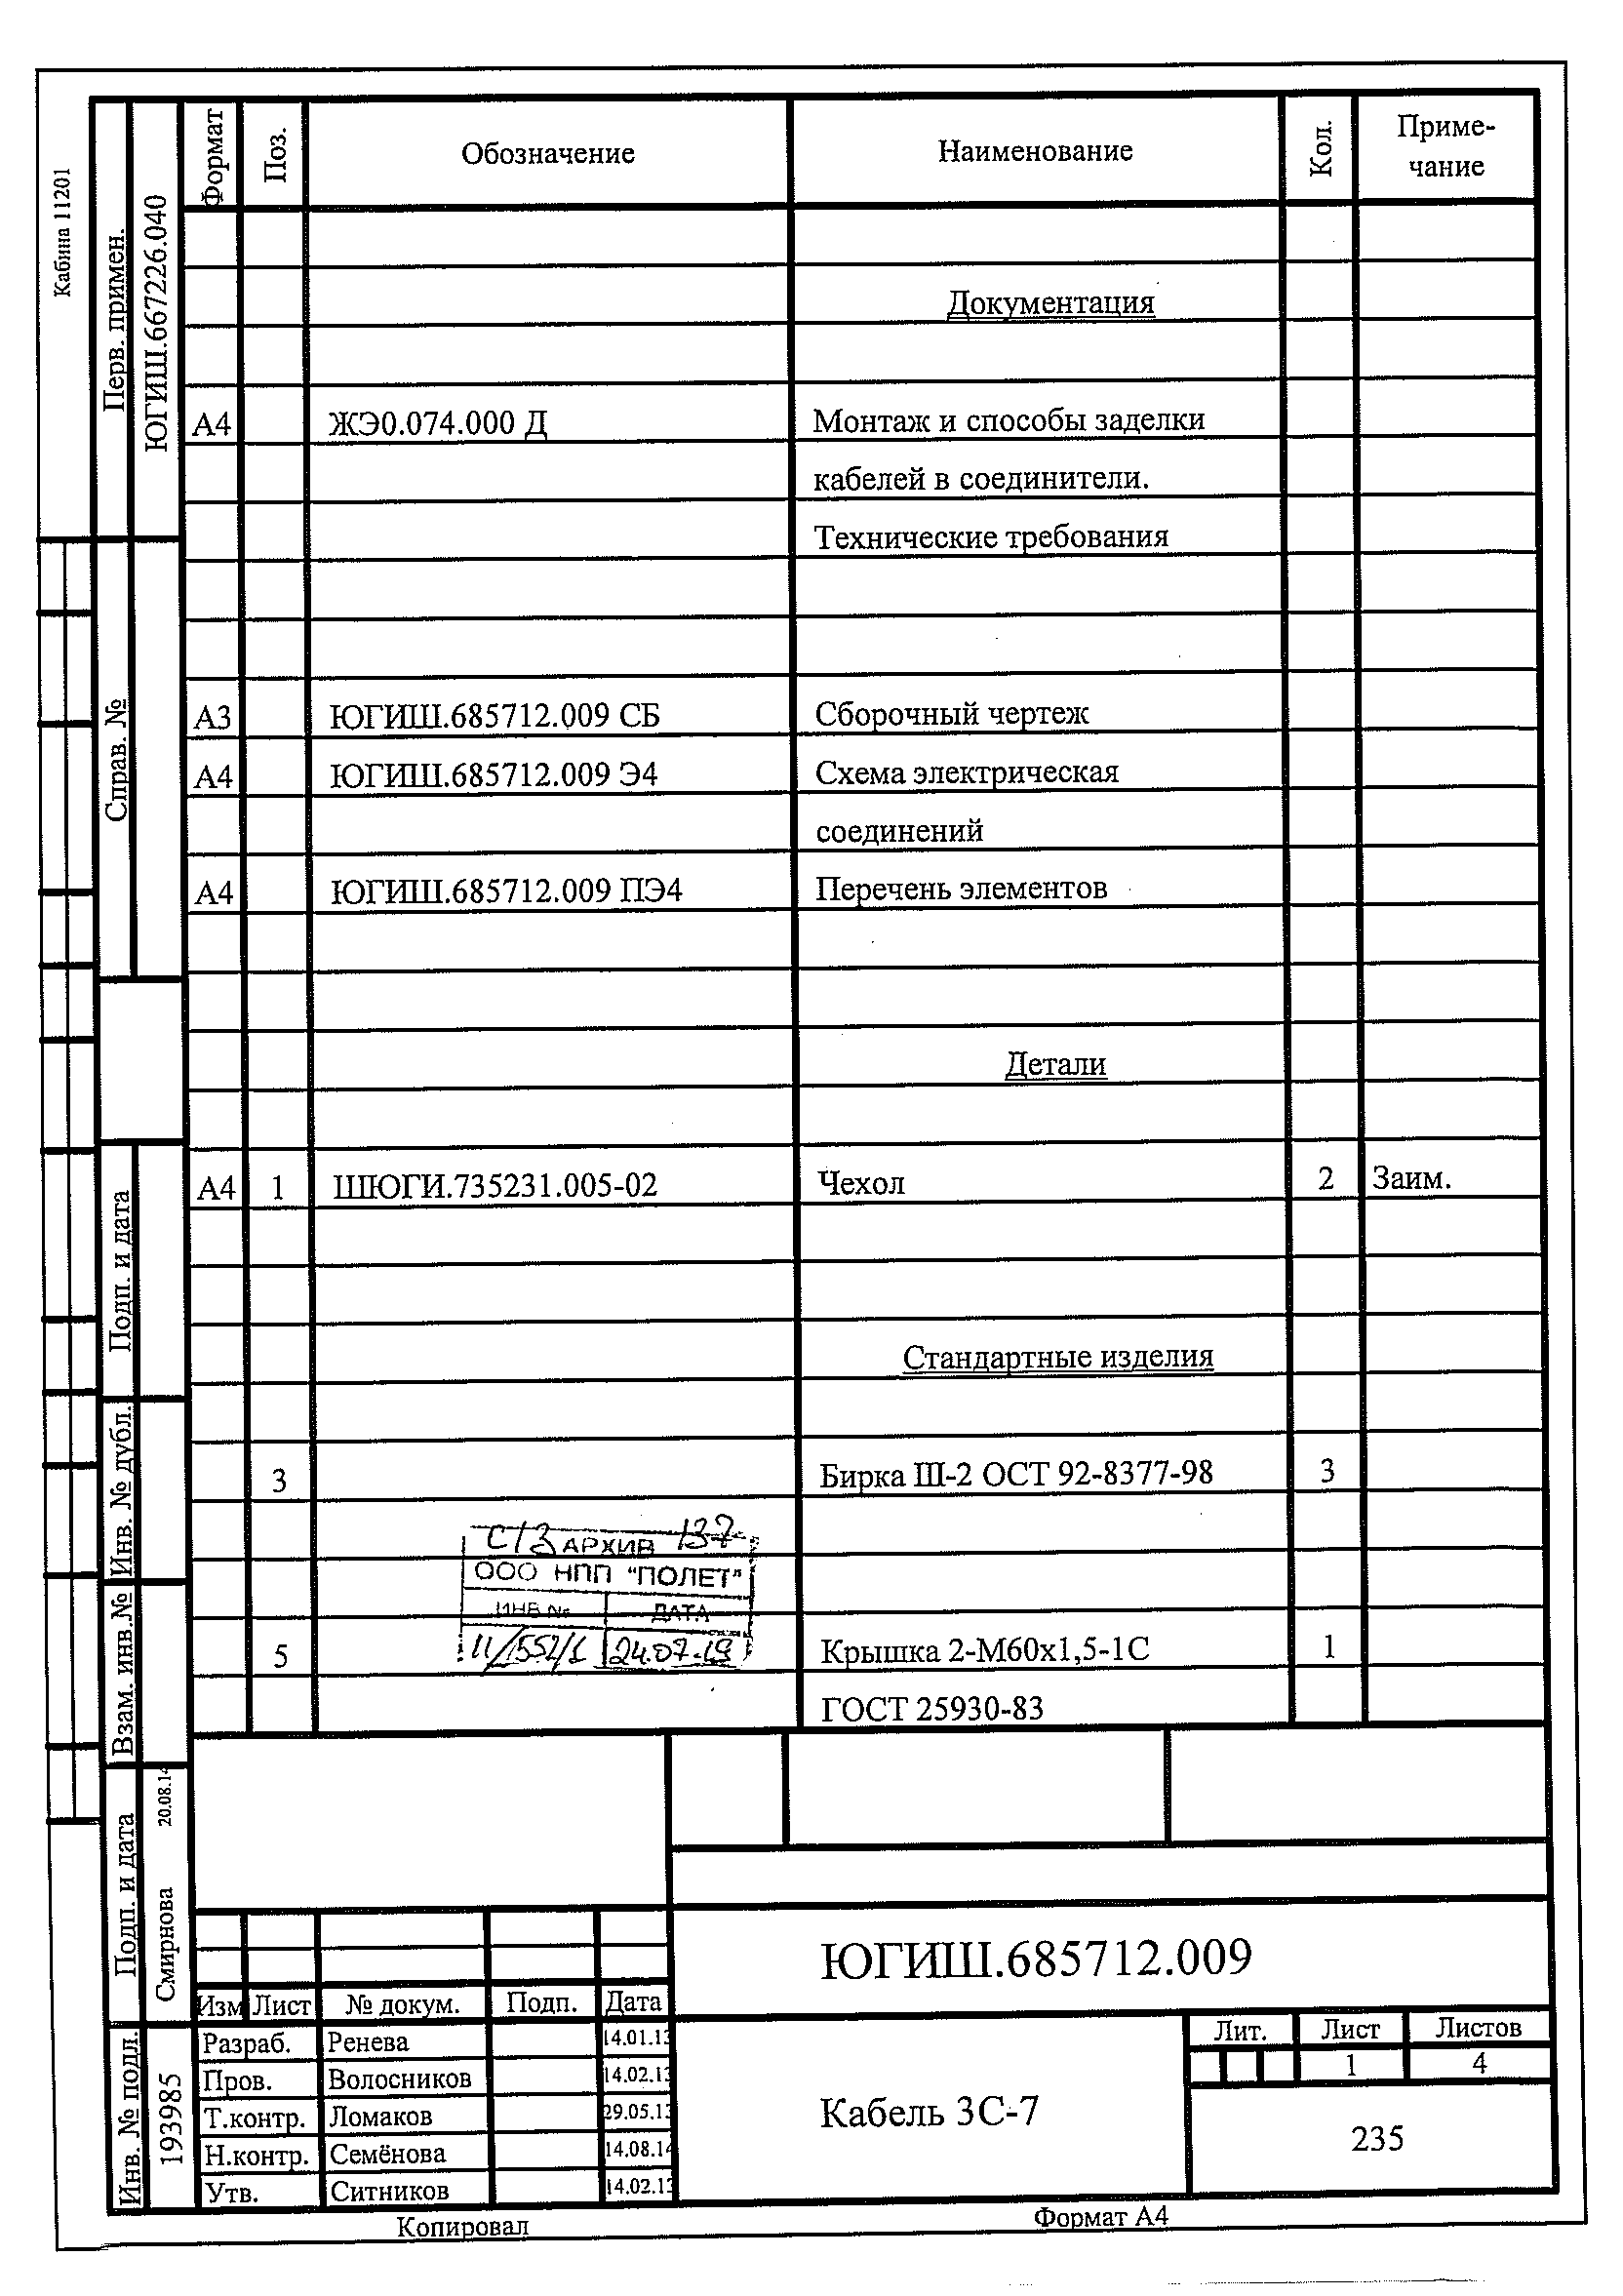 Кабина 11201
Перв. примен.
ЮГИШ.667226.040
Справ. №
Подп. и дата
Инв. № дубл.
Взам. инв.№
Подп. и дата
Смирнова 20.08.14
Инв. № подл.
193985
Формат Поз. Обозначение Наименование Кол. Приме-
чание
Документация
А4 ЖЭ0.074.000 Д Монтаж и способы заделки
кабелей в соединители.
Технические требования
А3 ЮГИШ.685712.009 СБ Сборочный чертеж
А4 ЮГИШ.685712.009 Э4 Схема электрическая
соединений
А4 ЮГИШ.685712.009 ПЭ4 Перечень элементов
Детали
А4 1 ШЮГИ.735231.005-02 Чехол 2 Заим.
Стандартные изделия
3 Бирка Ш-2 ОСТ 92-8377-98 3
С/З АРХИВ 137
ООО НПП "ПОЛЕТ"
ИНВ № ДАТА
11/552/1 24.07.19
5 Крышка 2-М60х1,5-1С 1
ГОСТ 25930-83
ЮГИШ.685712.009
Изм Лист № докум. Подп. Дата
Разраб. Ренева 14.01.13
Пров. Волосников 14.02.13
Т.контр. Ломаков 29.05.13
Н.контр. Семёнова 14.08.14
Утв. Ситников 14.02.13
Кабель 3С-7
Лит. Лист Листов
1 4
235
Копировал Формат А4